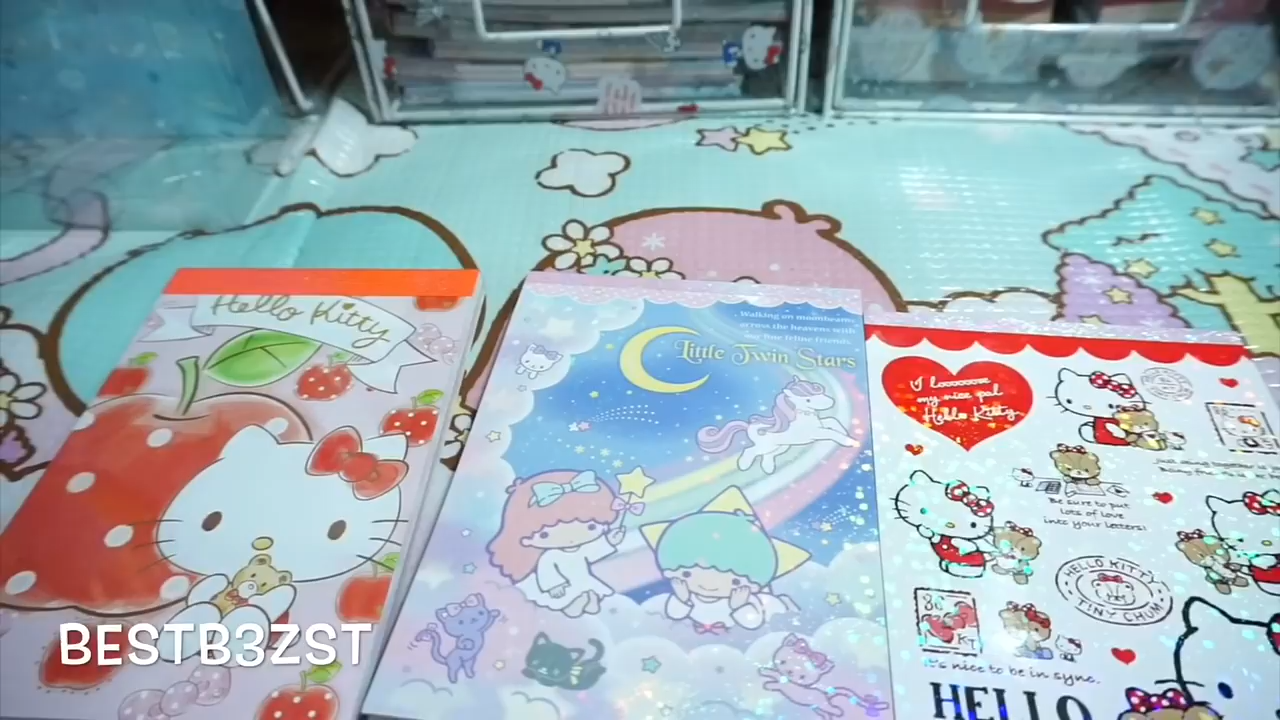 Hello Kitty
Walking on moonbeams
across the heavens with
our true feline friends
Little Twin Stars
I looooooove
my nice pal
Hello Kitty
Be sure to put
lots of love
into your letters!
HELLO KITTY
TINY CHUM
It's nice to be in sync.
HELLO
BESTB3ZST